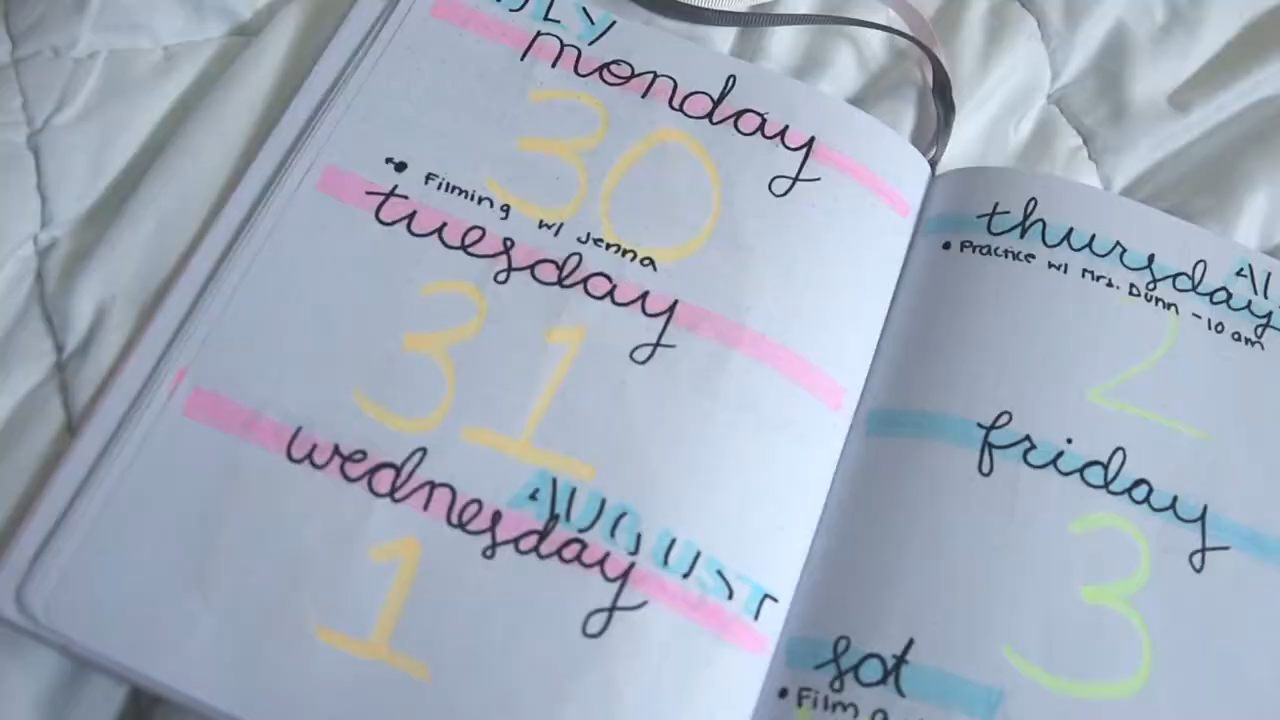 monday
30
Filming w/ Jenna
tuesday
31
AUGUST
wednesday
1
thursday
Practice w/ Mrs. Dunn - 10 am
2
friday
3
sat
Film